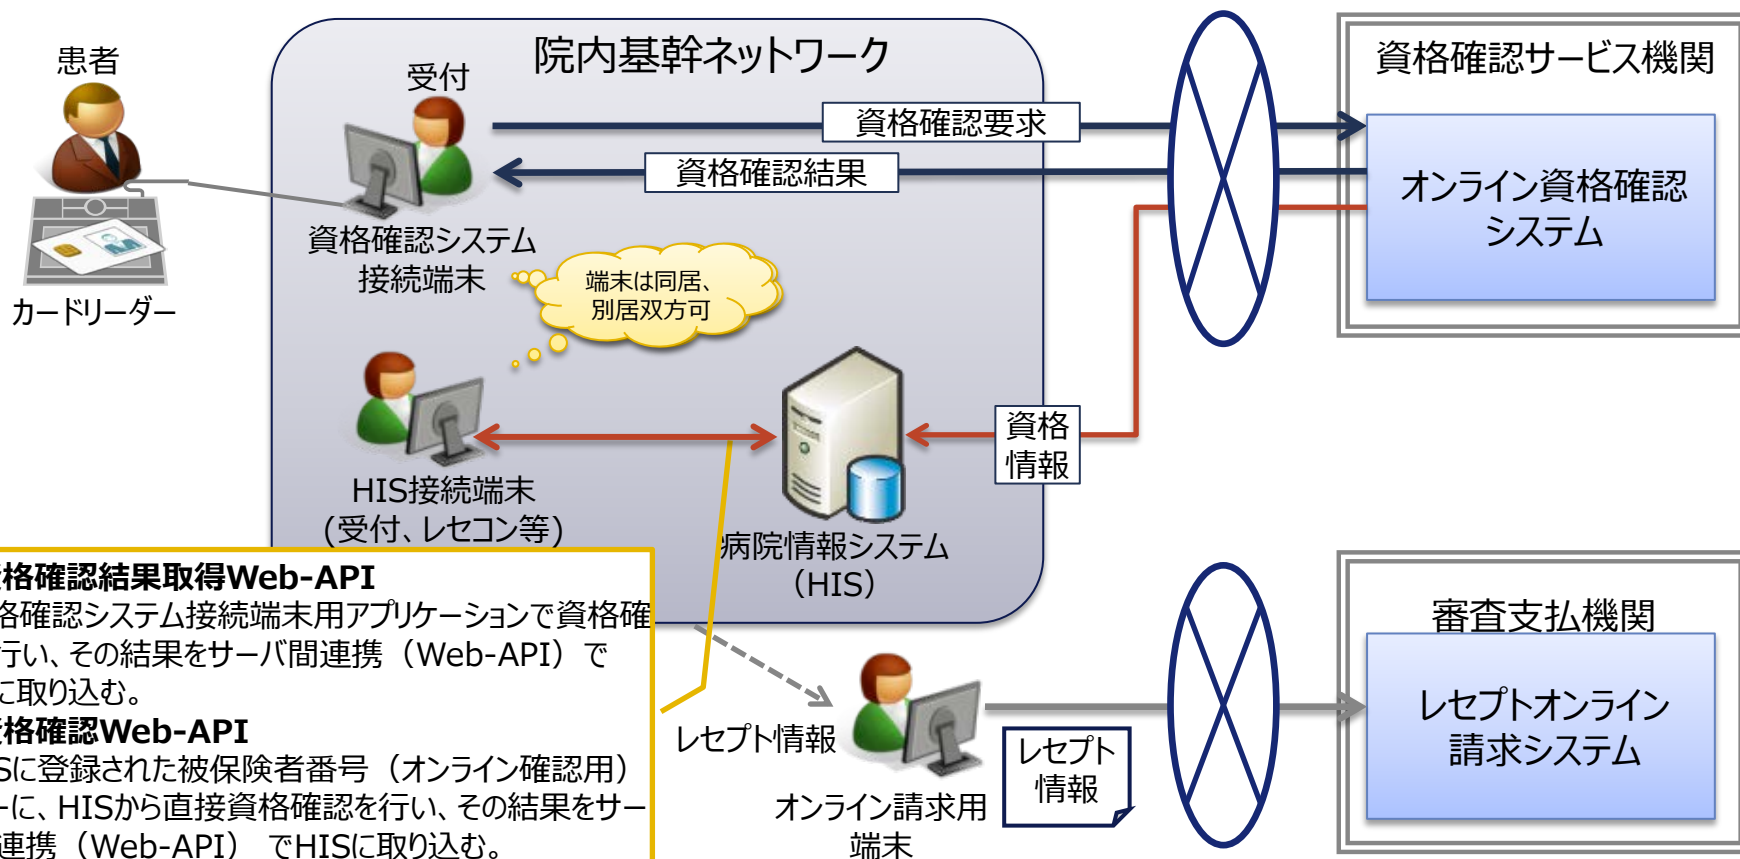 患者
カードリーダー
院内基幹ネットワーク
受付
資格確認システム
接続端末
端末は同居、
別居双方可
HIS接続端末
(受付、レセコン等)
病院情報システム
（HIS）
資格確認要求
資格確認結果
資格
情報
資格確認サービス機関
オンライン資格確認
システム
格確認結果取得Web-API
格確認システム接続端末用アプリケーションで資格確
行い、その結果をサーバ間連携（Web-API）で
に取り込む。
格確認Web-API
Sに登録された被保険者番号（オンライン確認用）
ーに、HISから直接資格確認を行い、その結果をサー
連携（Web-API） でHISに取り込む。
レセプト情報
オンライン請求用
端末
レセプト
情報
審査支払機関
レセプトオンライン
請求システム